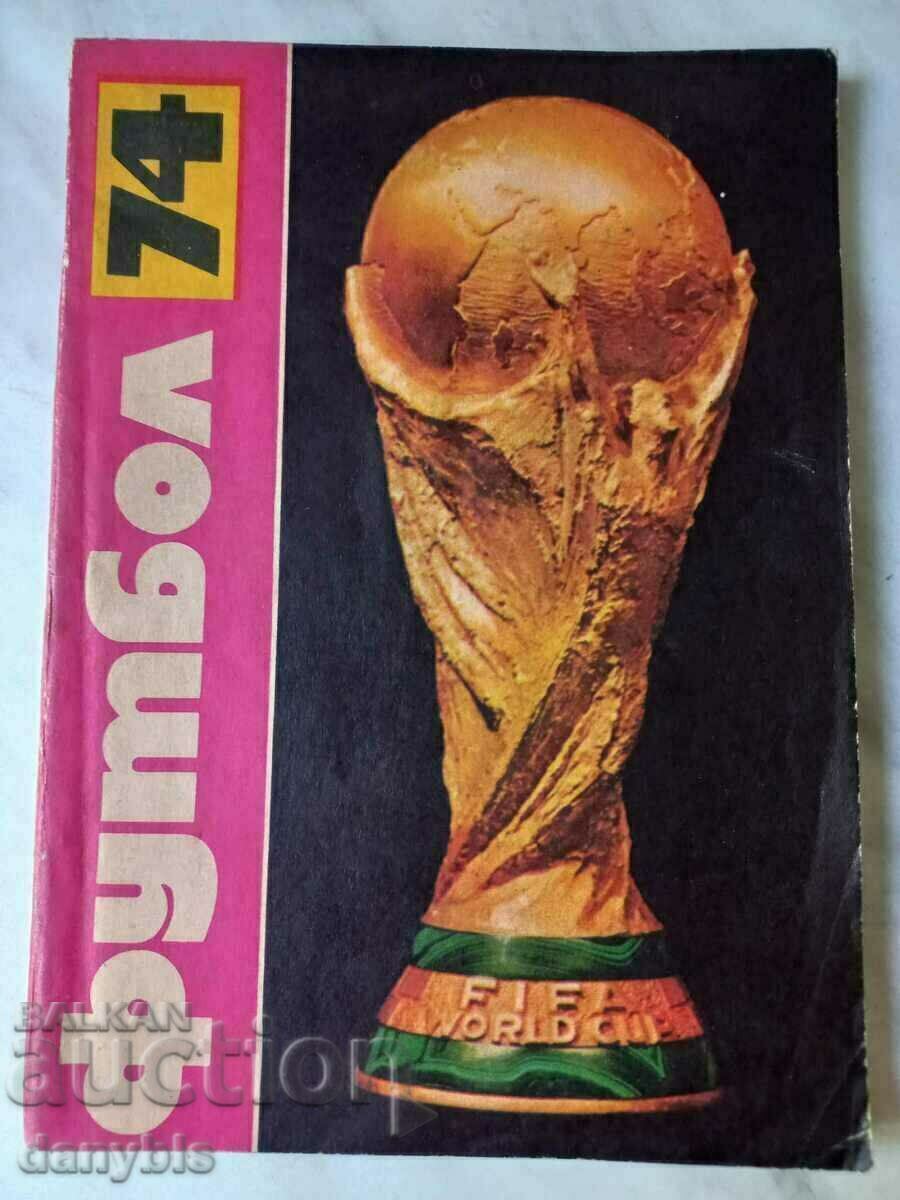 футбол 74
FIFA
WORLD CUP
BALKAN
auction
danybls